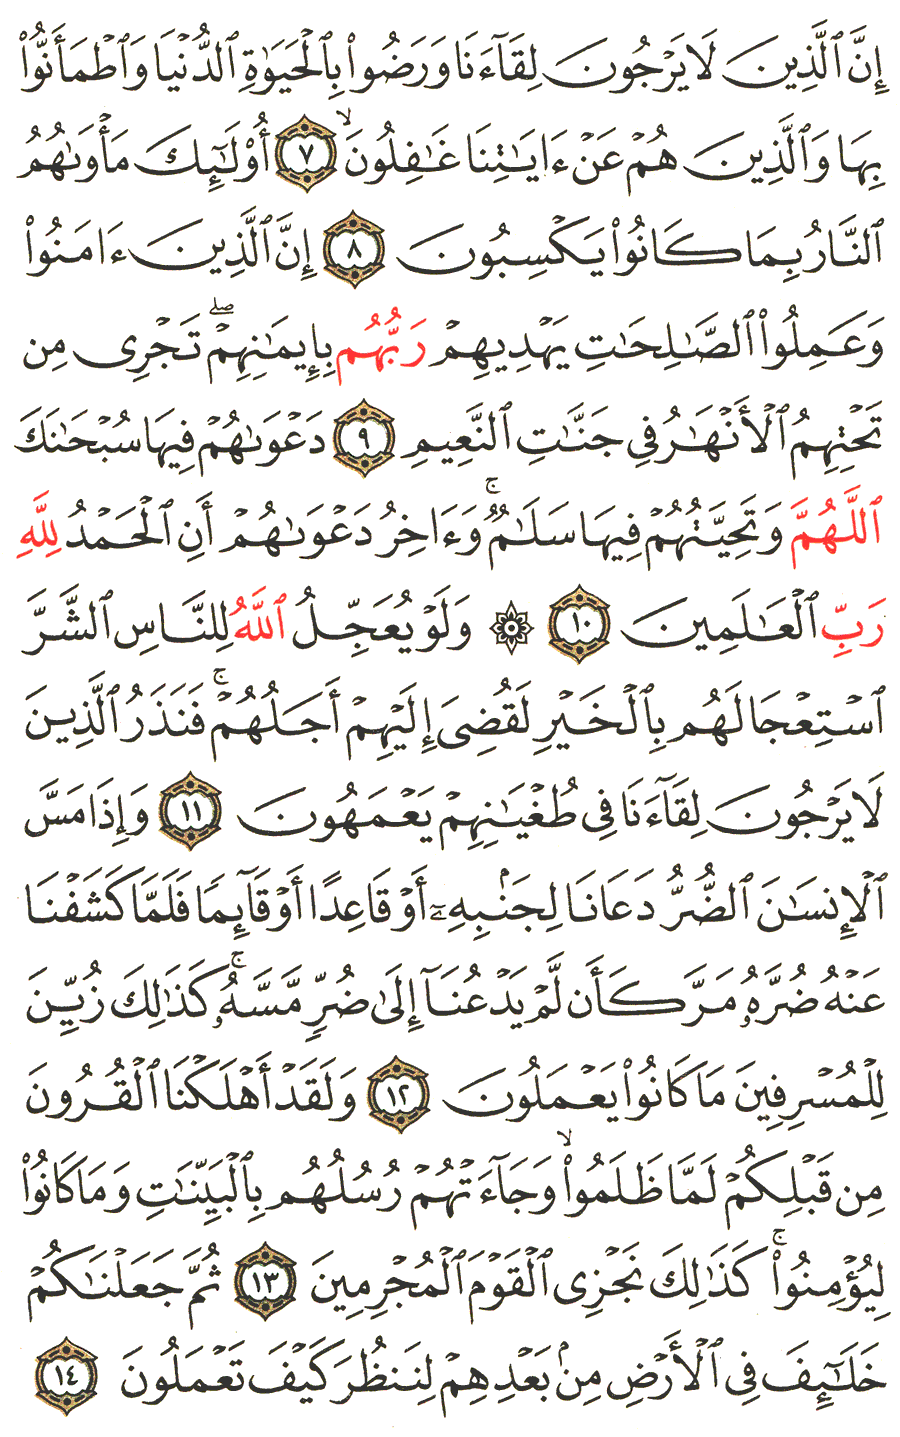 إِنَّ ٱلَّذِينَ لَا يَرْجُونَ لِقَآءَنَا وَرَضُوا۟ بِٱلْحَيَوٰةِ ٱلدُّنْيَا وَٱطْمَأَنُّوا۟
بِهَا وَٱلَّذِينَ هُمْ عَنْ ءَايَٰتِنَا غَٰفِلُونَ ۙ ٧ أُو۟لَٰٓئِكَ مَأْوَىٰهُمُ
ٱلنَّارُ بِمَا كَانُوا۟ يَكْسِبُونَ ٨ إِنَّ ٱلَّذِينَ ءَامَنُوا۟
وَعَمِلُوا۟ ٱلصَّٰلِحَٰتِ يَهْدِيهِمْ رَبُّهُم بِإِيمَٰنِهِمْ ۖ تَجْرِى مِن
تَحْتِهِمُ ٱلْأَنْهَٰرُ فِى جَنَّٰتِ ٱلنَّعِيمِ ٩ دَعْوَىٰهُمْ فِيهَا سُبْحَٰنَكَ
ٱللَّهُمَّ وَتَحِيَّتُهُمْ فِيهَا سَلَٰمٌ ۚ وَءَاخِرُ دَعْوَىٰهُمْ أَنِ ٱلْحَمْدُ لِلَّهِ
رَبِّ ٱلْعَٰلَمِينَ ١٠ ۞ وَلَوْ يُعَجِّلُ ٱللَّهُ لِلنَّاسِ ٱلشَّرَّ
ٱسْتِعْجَالَهُم بِٱلْخَيْرِ لَقُضِىَ إِلَيْهِمْ أَجَلُهُمْ ۚ فَنَذَرُ ٱلَّذِينَ
لَا يَرْجُونَ لِقَآءَنَا فِى طُغْيَٰنِهِمْ يَعْمَهُونَ ١١ وَإِذَا مَسَّ
ٱلْإِنسَٰنَ ٱلضُّرُّ دَعَانَا لِجَنۢبِهِۦٓ أَوْ قَاعِدًا أَوْ قَآئِمًا فَلَمَّا كَشَفْنَا
عَنْهُ ضُرَّهُۥ مَرَّ كَأَن لَّمْ يَدْعُنَآ إِلَىٰ ضُرٍّ مَّسَّهُۥ ۚ كَذَٰلِكَ زُيِّنَ
لِلْمُسْرِفِينَ مَا كَانُوا۟ يَعْمَلُونَ ١٢ وَلَقَدْ أَهْلَكْنَا ٱلْقُرُونَ
مِن قَبْلِكُمْ لَمَّا ظَلَمُوا۟ ۙ وَجَآءَتْهُمْ رُسُلُهُم بِٱلْبَيِّنَٰتِ وَمَا كَانُوا۟
لِيُؤْمِنُوا۟ ۚ كَذَٰلِكَ نَجْزِى ٱلْقَوْمَ ٱلْمُجْرِمِينَ ١٣ ثُمَّ جَعَلْنَٰكُمْ
خَلَٰٓئِفَ فِى ٱلْأَرْضِ مِنۢ بَعْدِهِمْ لِنَنظُرَ كَيْفَ تَعْمَلُونَ ١٤